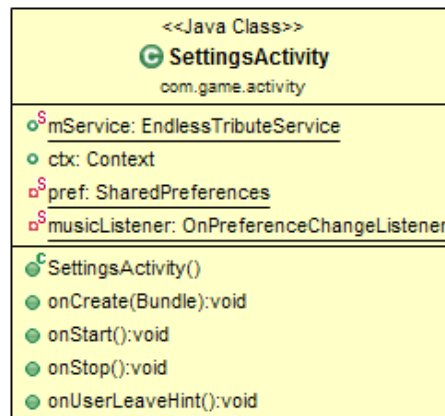 <<Java Class>>
C SettingsActivity
com.game.activity
S mService: EndlessTributeService
ctx: Context
S pref: SharedPreferences
S musicListener: OnPreferenceChangeListener
C SettingsActivity()
onCreate(Bundle):void
onStart():void
onStop():void
onUserLeaveHint():void